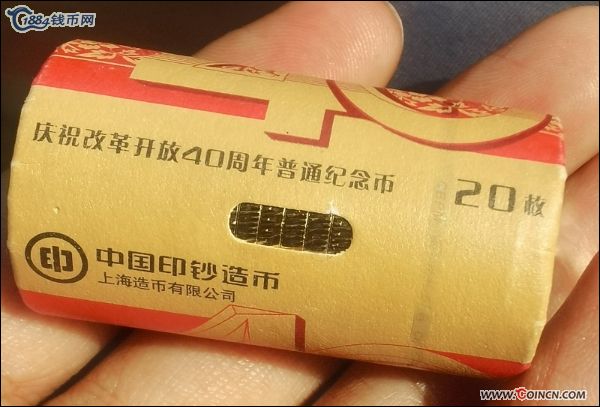 1884钱币网
庆祝改革开放40周年普通纪念币
20枚
印 中国印钞造币
上海造币有限公司
www.COINCN.com